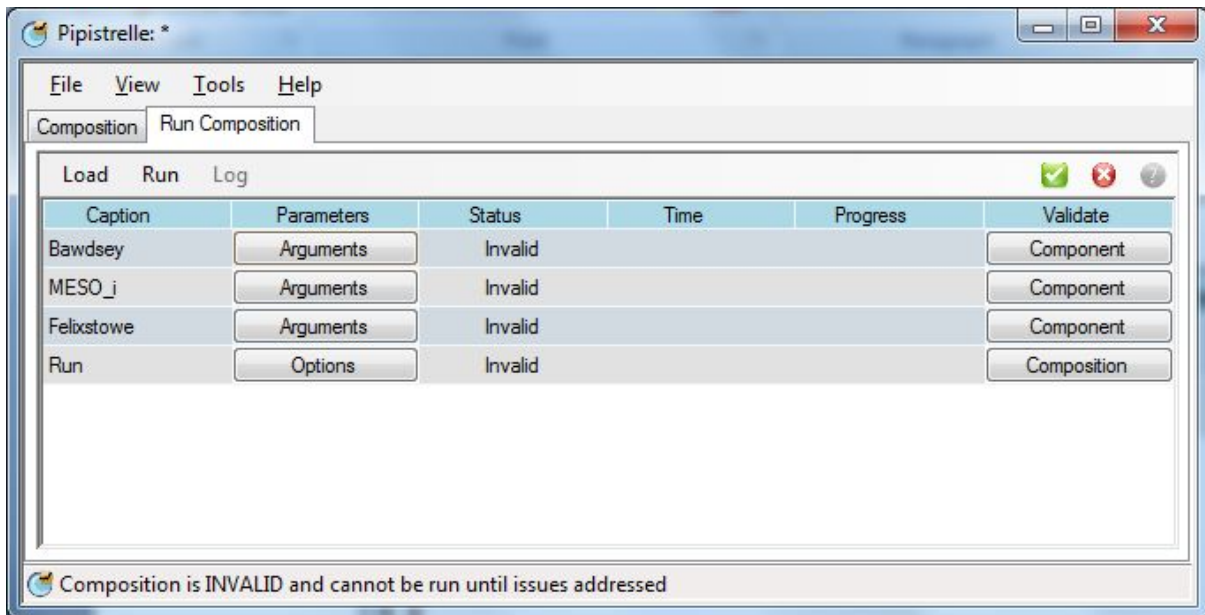 Pipistrelle: *
File View Tools Help
Composition Run Composition
Load Run Log
Caption Parameters Status Time Progress Validate
Bawdsey Arguments Invalid Component
MESO_i Arguments Invalid Component
Felixstowe Arguments Invalid Component
Run Options Invalid Composition
Composition is INVALID and cannot be run until issues addressed